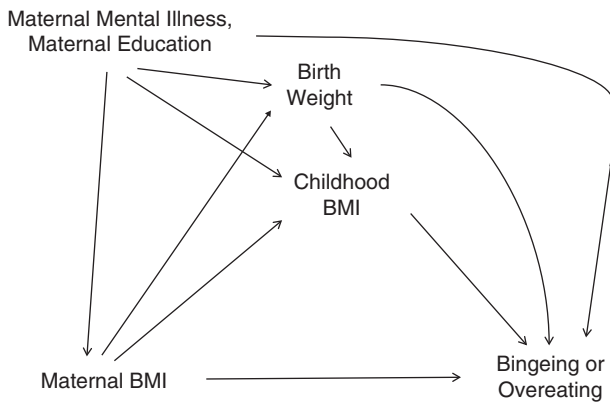 Maternal Mental Illness,
Maternal Education
Birth
Weight
Childhood
BMI
Maternal BMI
Bingeing or
Overeating